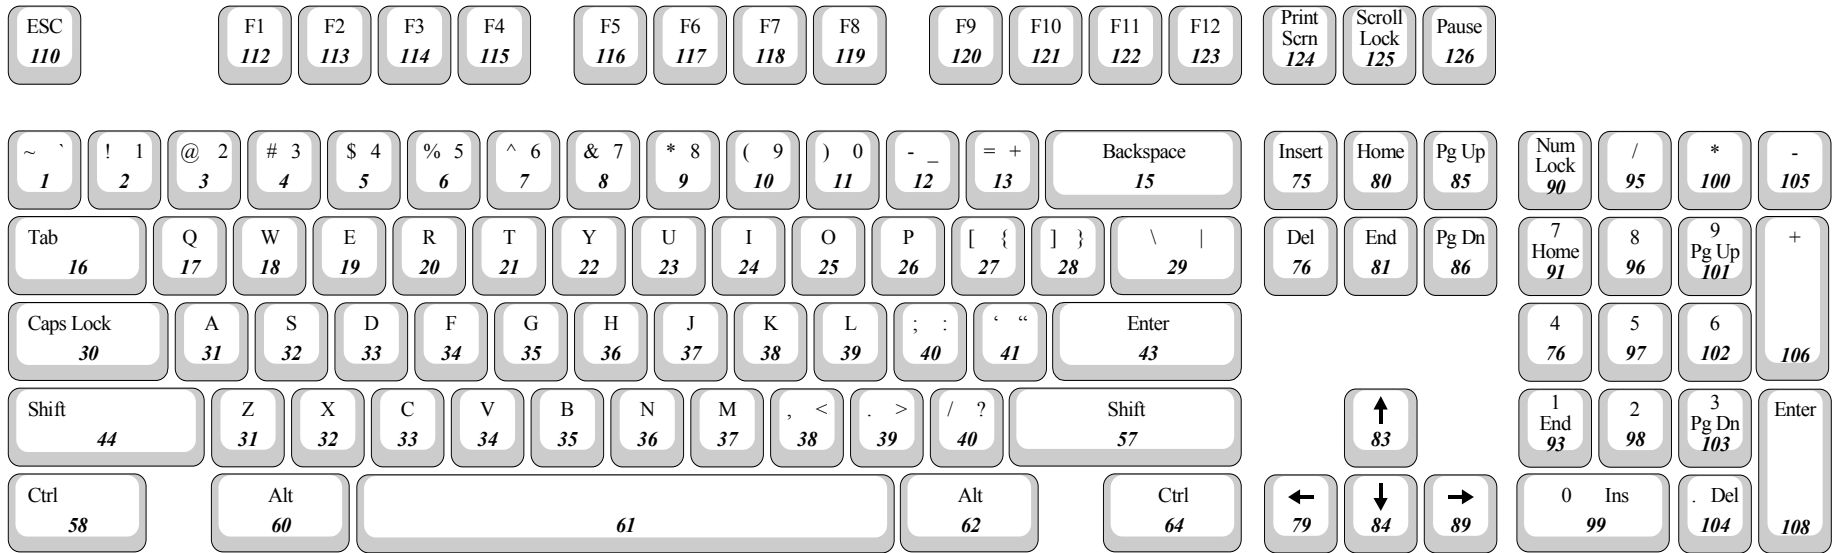 ESC F1 F2 F3 F4 F5 F6 F7 F8 F9 F10 F11 F12 Print Scroll Pause
Scrn Lock
110 112 113 114 115 116 117 118 119 120 121 122 123 124 125 126
~ ` ! 1 @ 2 # 3 $ 4 % 5 ^ 6 & 7 * 8 ( 9 ) 0 - _ = + Backspace Insert Home Pg Up Num / * -
Lock
1 2 3 4 5 6 7 8 9 10 11 12 13 15 75 80 85 90 95 100 105
Tab Q W E R T Y U I O P [ { ] } \ | Del End Pg Dn 7 8 9 +
Home Pg Up
16 17 18 19 20 21 22 23 24 25 26 27 28 29 76 81 86 91 96 101
Caps Lock A S D F G H J K L ; : ‘ “ Enter 4 5 6
30 31 32 33 34 35 36 37 38 39 40 41 43 76 97 102 106
Shift Z X C V B N M , < . > / ? Shift ↑ 1 2 3 Enter
End Pg Dn
44 31 32 33 34 35 36 37 38 39 40 57 83 93 98 103
Ctrl Alt Alt Ctrl ← ↓ → 0 Ins . Del
58 60 61 62 64 79 84 89 99 104 108